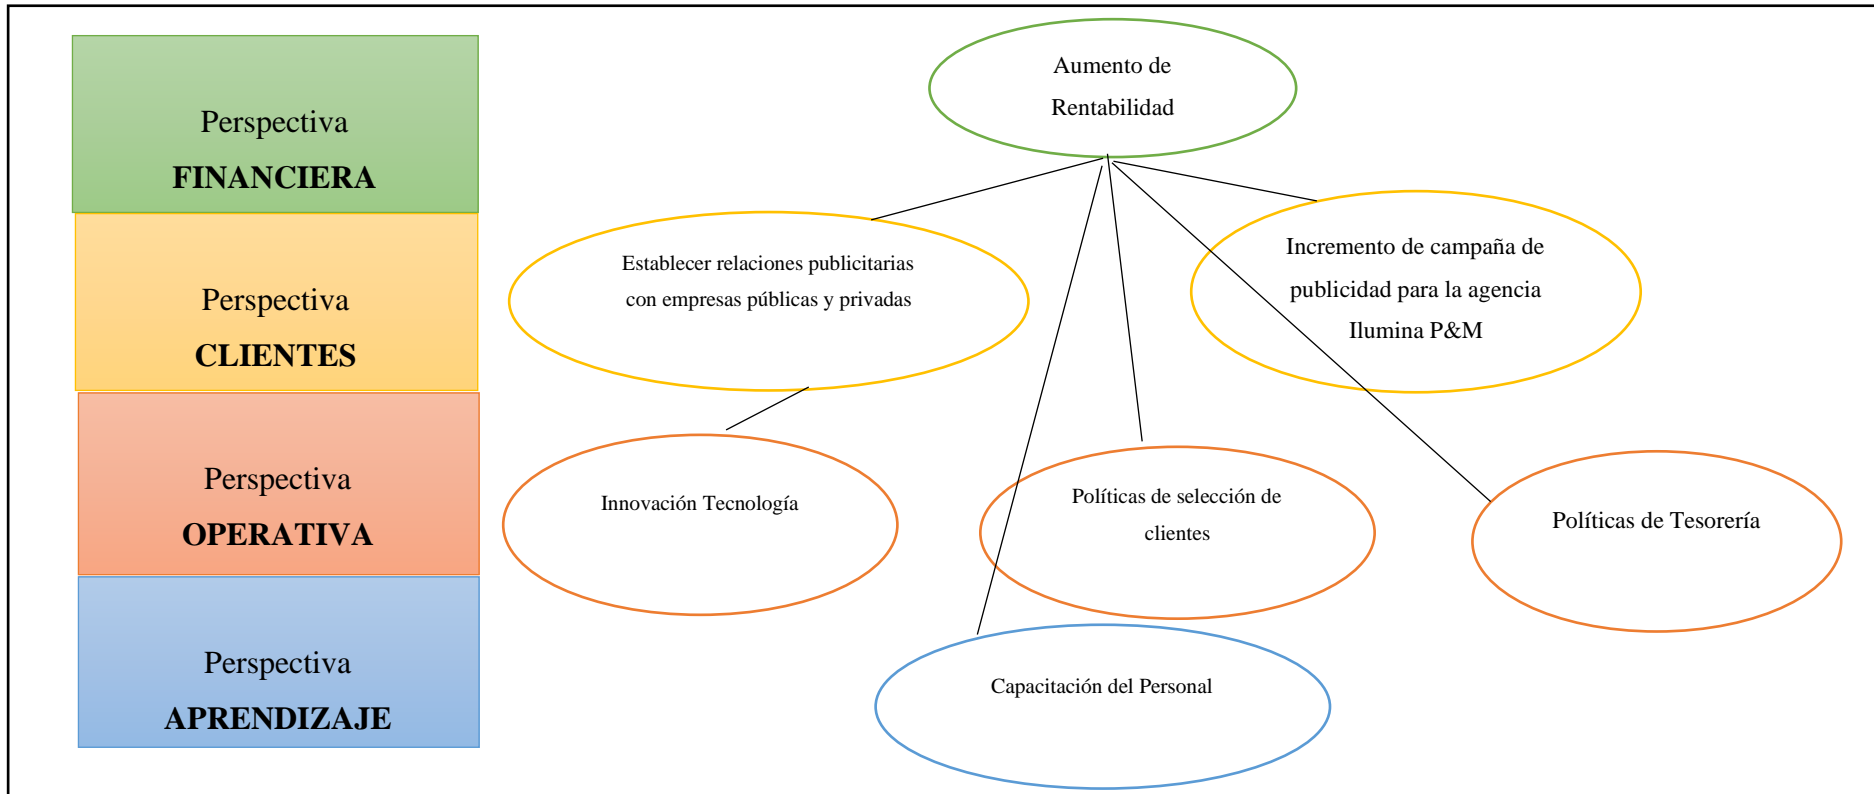 Perspectiva
FINANCIERA
Aumento de
Rentabilidad
Perspectiva
CLIENTES
Establecer relaciones publicitarias
con empresas públicas y privadas
Incremento de campaña de
publicidad para la agencia
Ilumina P&M
Perspectiva
OPERATIVA
Innovación Tecnología
Políticas de selección de
clientes
Políticas de Tesorería
Perspectiva
APRENDIZAJE
Capacitación del Personal